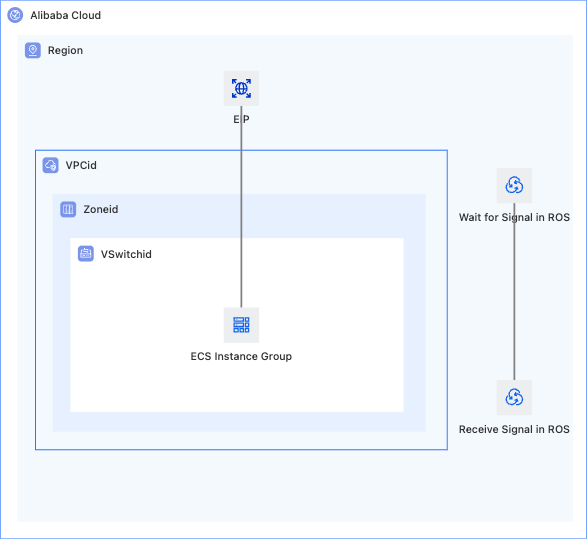 Alibaba Cloud
Region
EIP
VPCid
Zoneid
Wait for Signal in ROS
VSwitchid
ECS Instance Group
Receive Signal in ROS